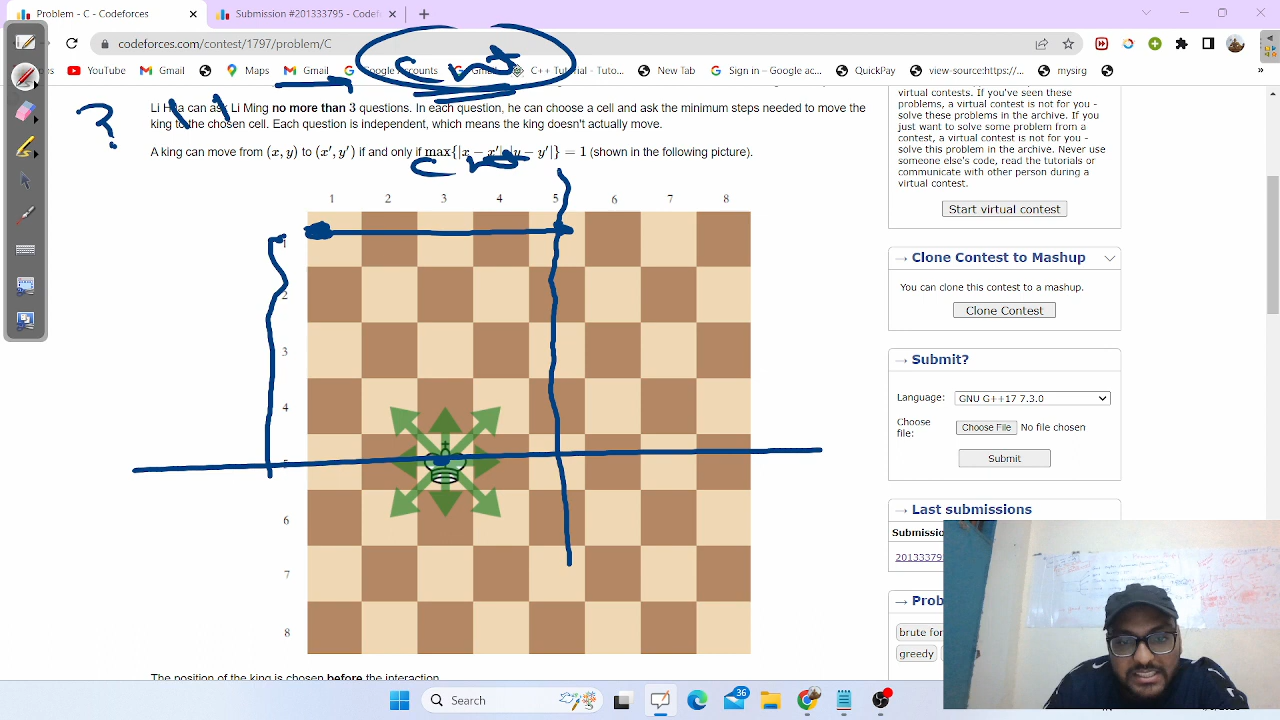 Problem - C - Codeforces
Submission #201333795 - Codef
codeforces.com/contest/
77/problem/C
YouTube
Gmail
Maps
Gmail
Google Accounts
C++ Tu
QuickPay
mysirg
Li Hua can ask Li Ming no more than 3 questions. In each question, he can choose a cell and ask the minimum steps needed to move the
king to the chosen cell. Each question is independent, which means the king doesn't actually move.
A king can move from (x, y) to (x′, y′) if and only if max{|x − x′|, |y − y′|} = 1 (shown in the following picture).
1 2 3 4 5 6 7 8
1
2
3
4
5
6
7
8
The position of the king is chosen before the interaction.
virtual contests. If you've seen these
problems, a virtual contest is not for you -
solve these problems in the archive. If you
just want to solve some problem from a
contest, a virtual contest is not for you -
solve this problem in the archive. Never use
someone else's code, read the tutorials or
communicate with other person during a
virtual contest.
Start virtual contest
→ Clone Contest to Mashup
You can clone this contest to a mashup.
Clone Contest
→ Submit?
Language: GNU G++17 7.3.0
Choose file: Choose File No file chosen
Submit
→ Last submissions
Submissio
20133379
→ Prob
brute for
greedy
Search
36